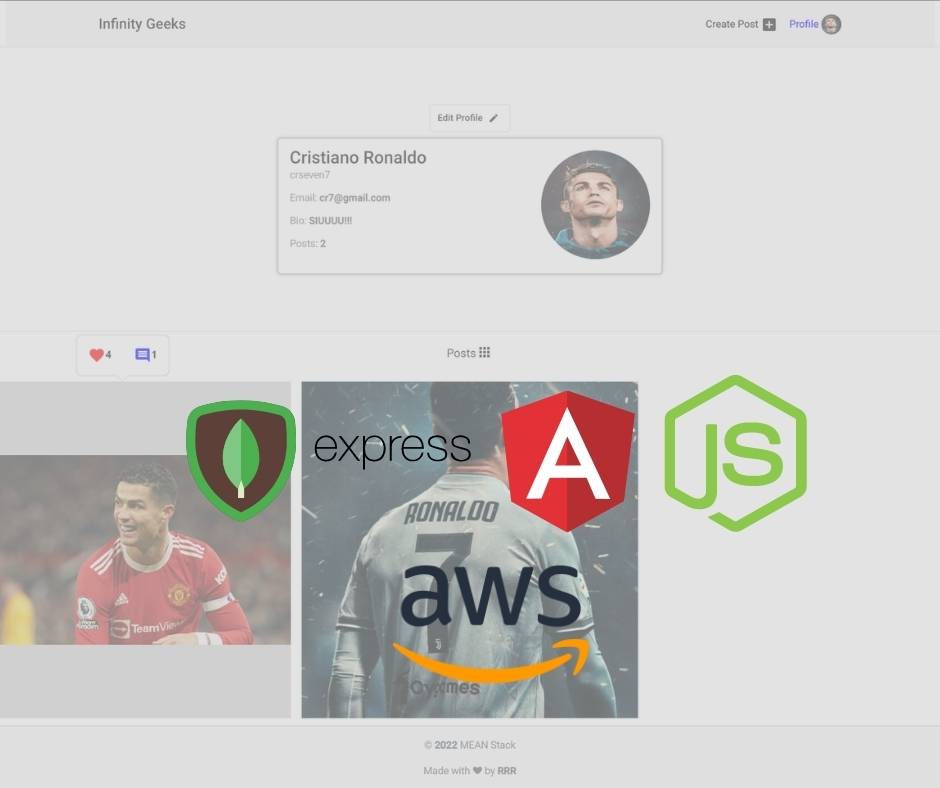 Infinity Geeks
Create Post
Profile
Edit Profile
Cristiano Ronaldo
crseven7
Email: cr7@gmail.com
Bio: SIUUUU!!!
Posts: 2
4
1
Posts
express
A
JS
RONALDO
7
aws
TeamView
© 2022 MEAN Stack
Made with ❤ by RRR